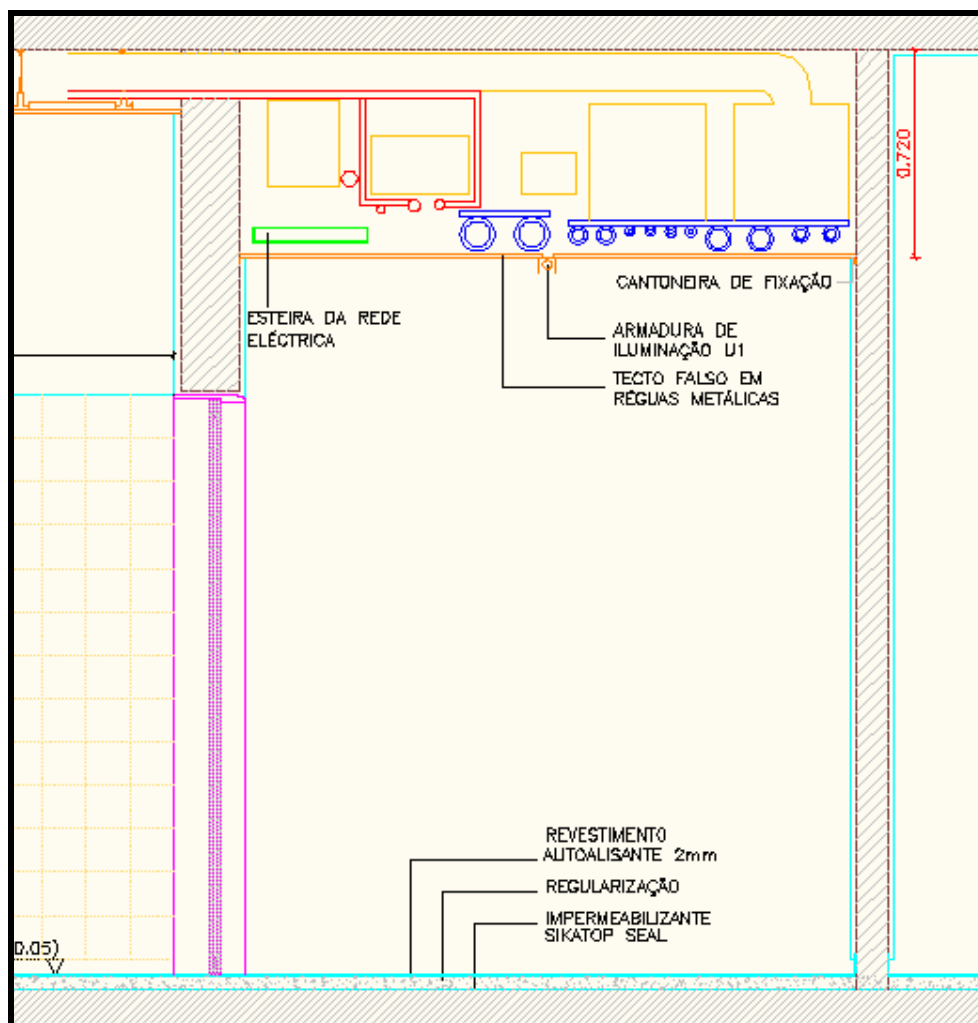 0.720
CANTONEIRA DE FIXAÇÃO
ESTEIRA DA REDE
ELÉCTRICA
ARMADURA DE
ILUMINAÇÃO U1
TECTO FALSO EM
RÉGUAS METÁLICAS
REVESTIMENTO
AUTOALISANTE 2mm
REGULARIZAÇÃO
IMPERMEABILIZANTE
SIKATOP SEAL
0.05)